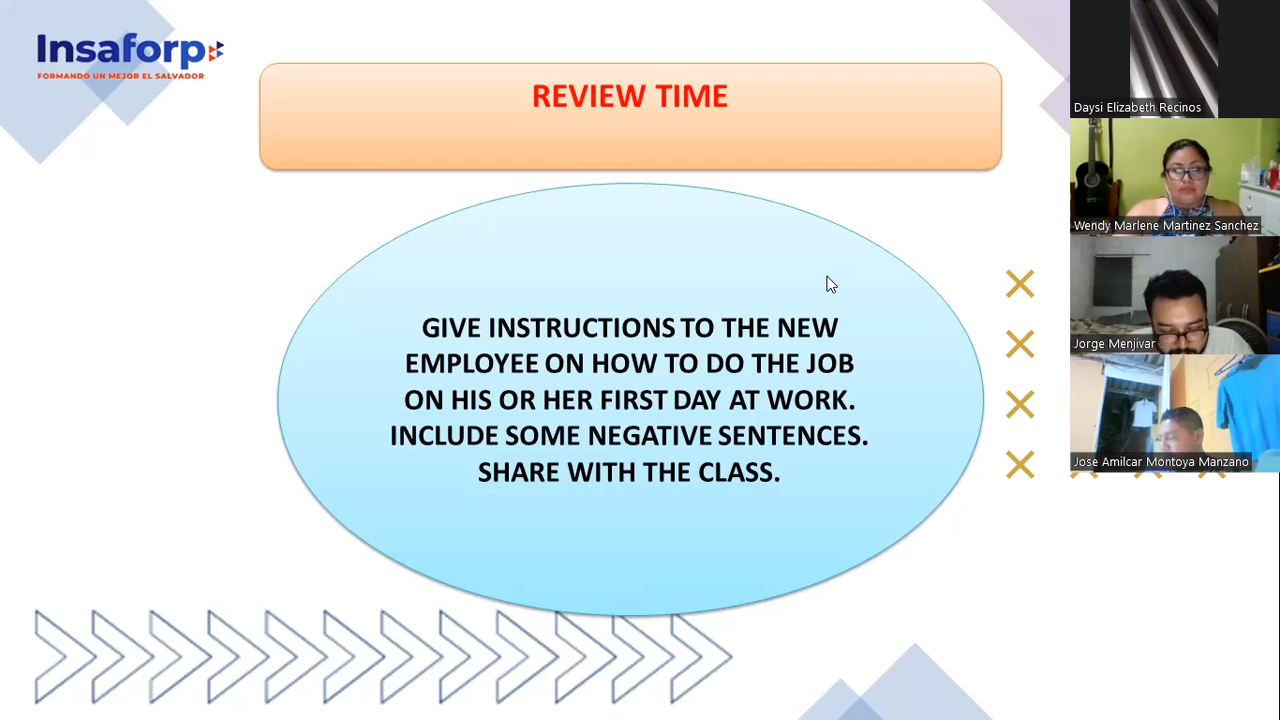 Insaforp
FORMANDO UN MEJOR EL SALVADOR
REVIEW TIME
GIVE INSTRUCTIONS TO THE NEW
EMPLOYEE ON HOW TO DO THE JOB
ON HIS OR HER FIRST DAY AT WORK.
INCLUDE SOME NEGATIVE SENTENCES.
SHARE WITH THE CLASS.
Daysi Elizabeth Recinos
Wendy Marlene Martinez Sanchez
Jorge Menjivar
Jose Amilcar Montoya Manzano